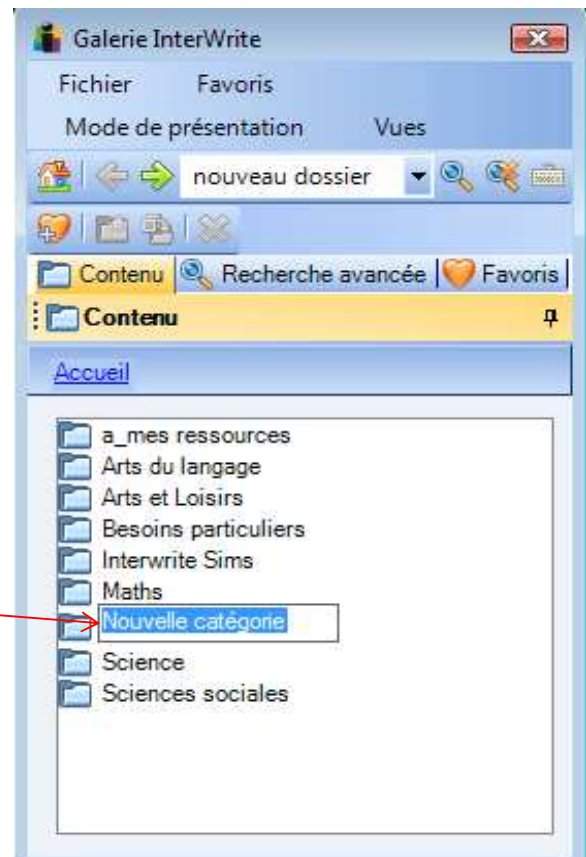 Galerie InterWrite
Fichier Favoris
Mode de présentation Vues
nouveau dossier
Contenu Recherche avancée Favoris
Contenu
Accueil
a_mes ressources
Arts du langage
Arts et Loisirs
Besoins particuliers
Interwrite Sims
Maths
Nouvelle catégorie
Science
Sciences sociales